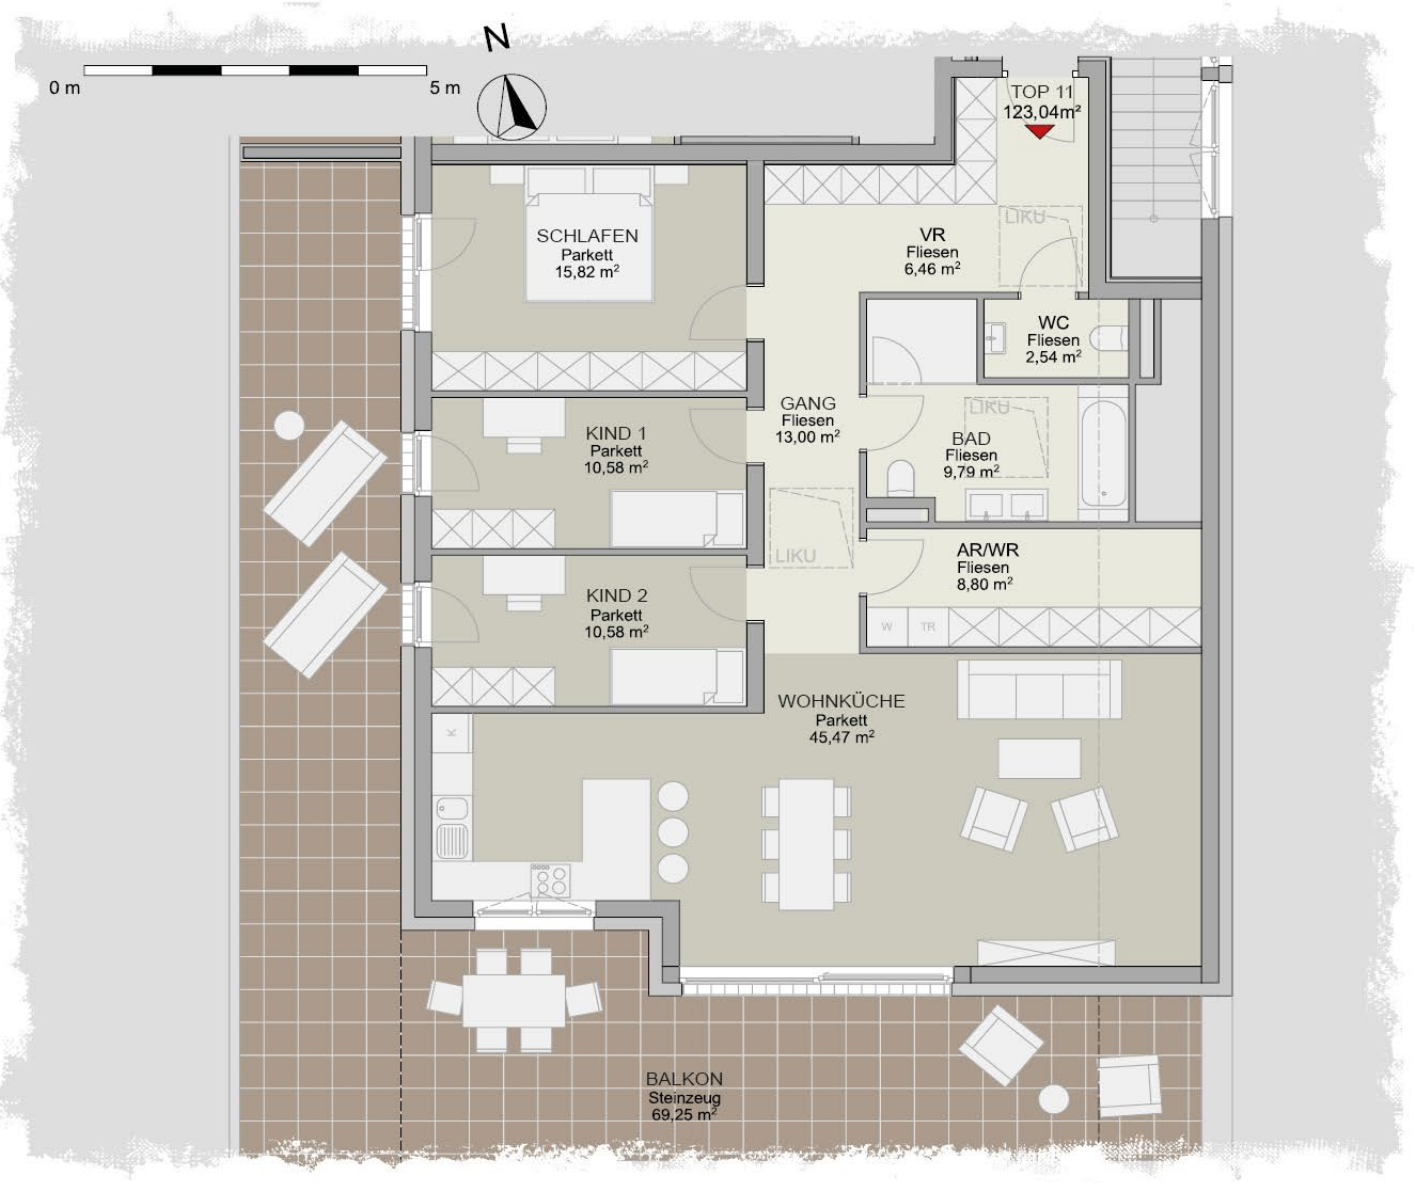 N
0 m
5 m
TOP 11
123,04m²
LIKU
SCHLAFEN
Parkett
15,82 m²
VR
Fliesen
6,46 m²
WC
Fliesen
2,54 m²
GANG
Fliesen
13,00 m²
LIKU
BAD
Fliesen
9,79 m²
KIND 1
Parkett
10,58 m²
LIKU
AR/WR
Fliesen
8,80 m²
W
TR
KIND 2
Parkett
10,58 m²
WOHNKÜCHE
Parkett
45,47 m²
K
BALKON
Steinzeug
69,25 m²